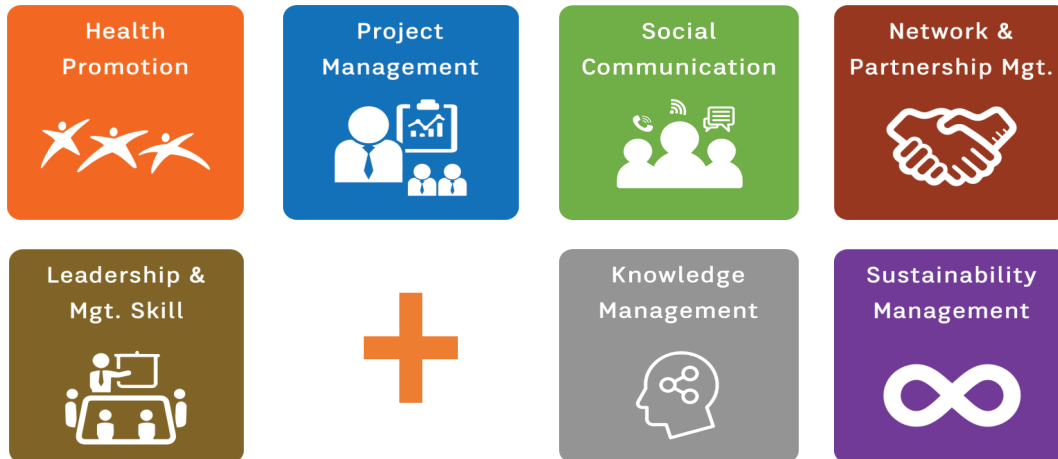 Health
Promotion
Project
Management
Social
Communication
Network &
Partnership Mgt.
Leadership &
Mgt. Skill
Knowledge
Management
Sustainability
Management